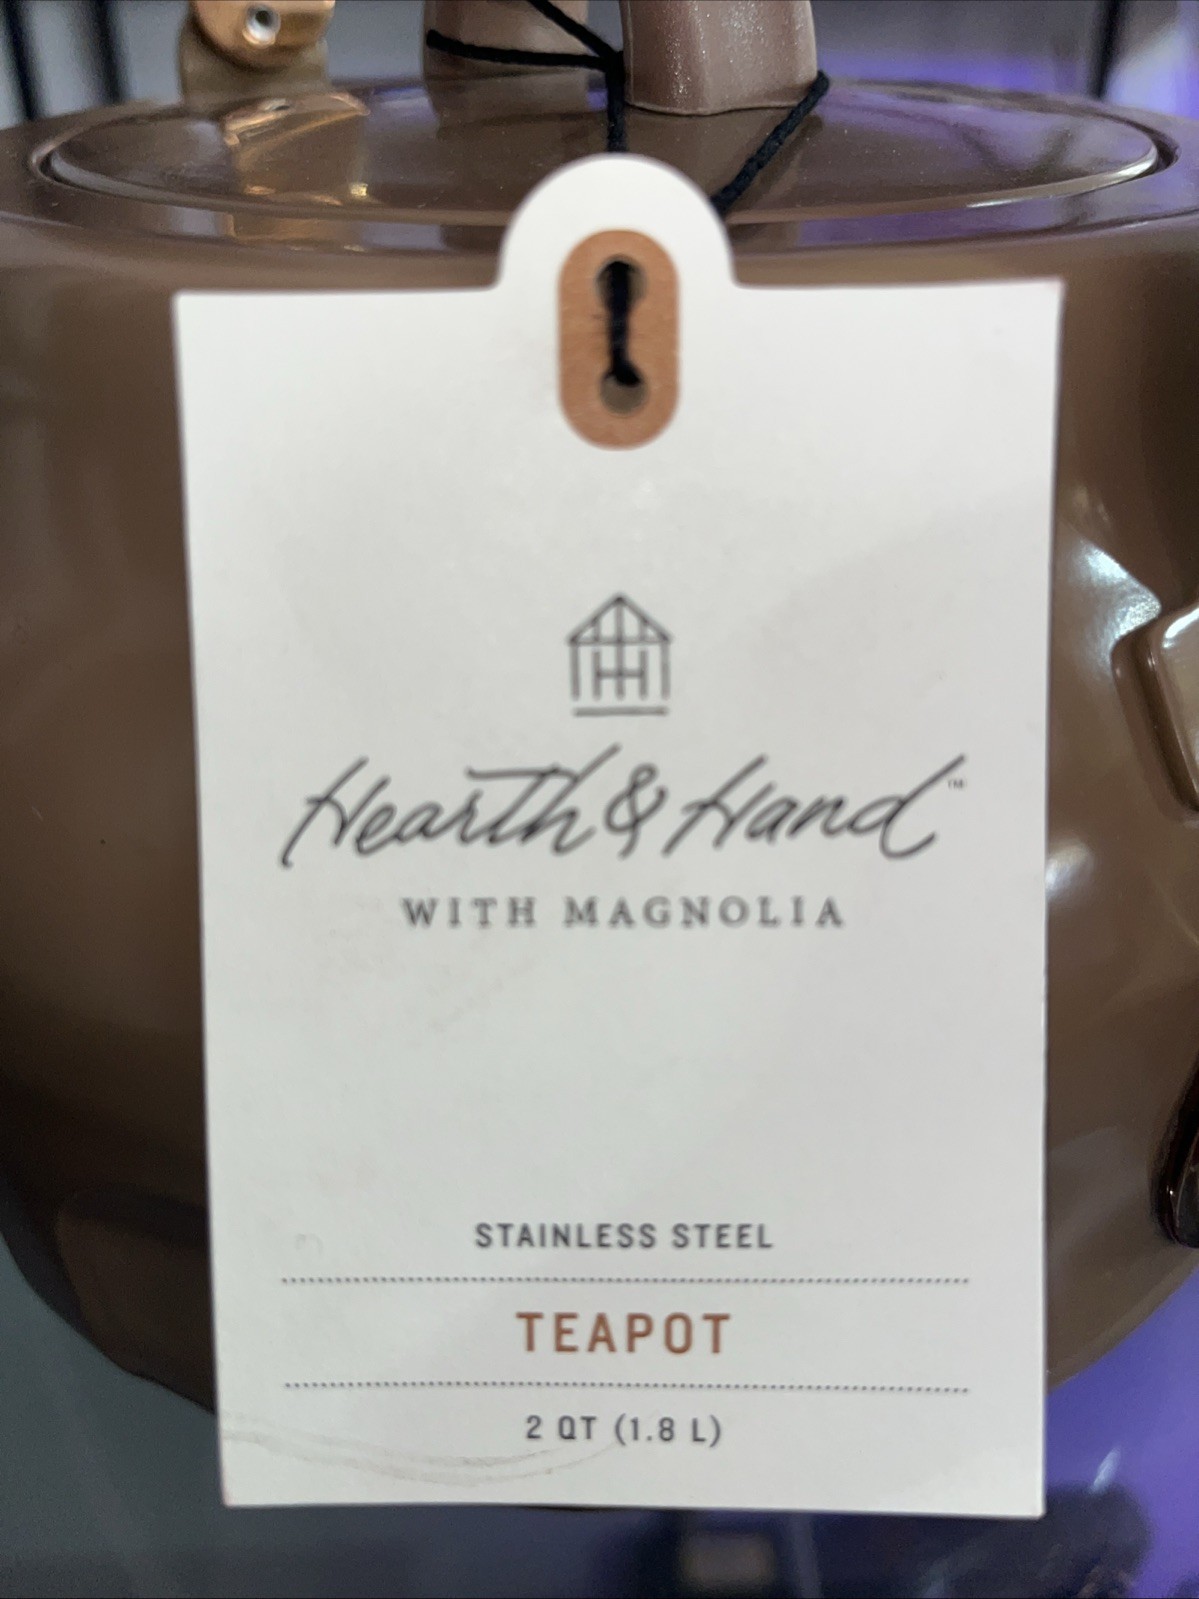 Hearth & Hand™
WITH MAGNOLIA
STAINLESS STEEL
TEAPOT
2 QT (1.8 L)